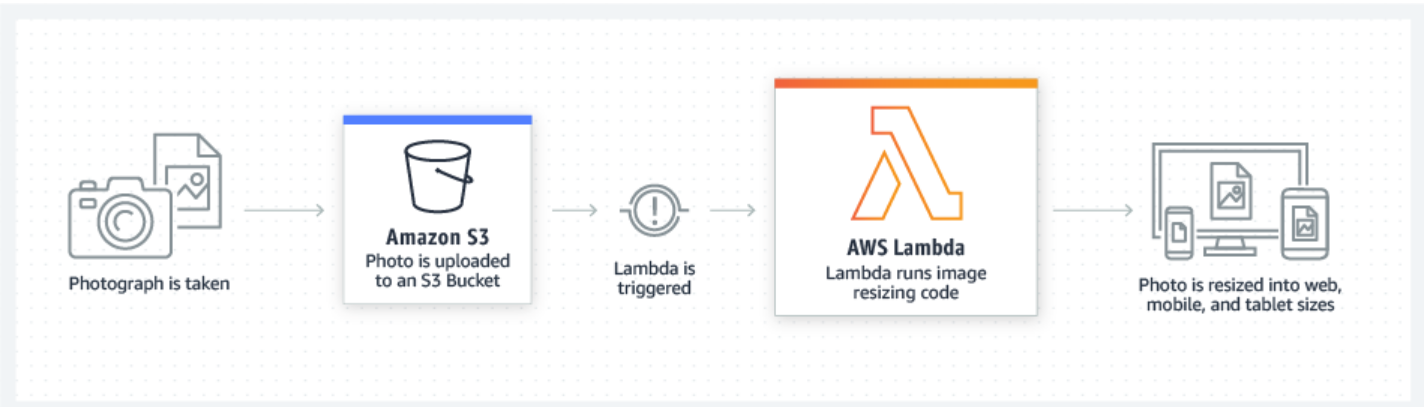 Photograph is taken
Amazon S3
Photo is uploaded
to an S3 Bucket
Lambda is
triggered
AWS Lambda
Lambda runs image
resizing code
Photo is resized into web,
mobile, and tablet sizes